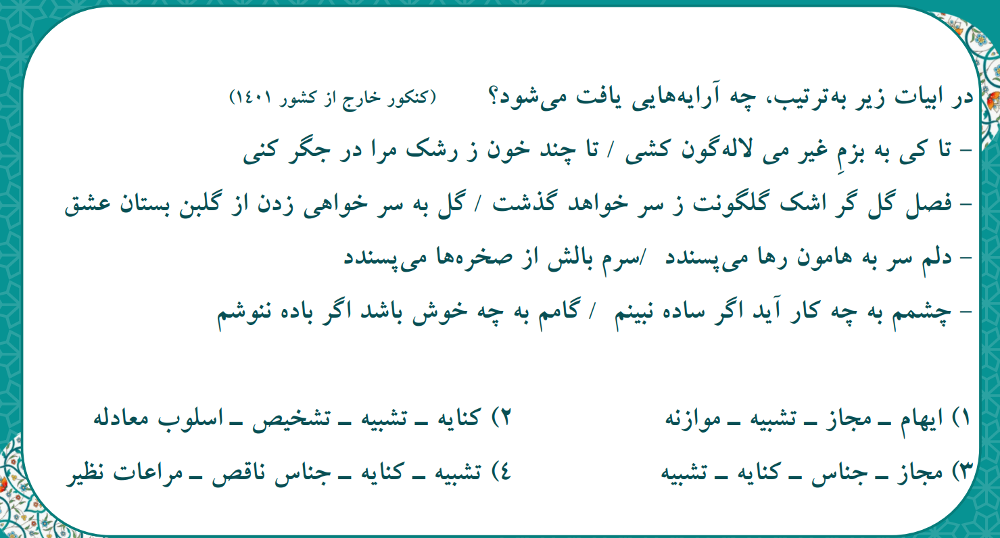 در ابیات زیر به‌ترتیب، چه آرایه‌هایی یافت می‌شود؟ (کنکور خارج از کشور ۱۴۰۱)
– تا کی به بزمِ غیر می لاله‌گون کشی / تا چند خون ز رشک مرا در جگر کنی
– فصل گل گر اشک گلگونت ز سر خواهد گذشت / گل به سر خواهی زدن از گلبن بستان عشق
– دلم سر به هامون رها می‌پسندد /سرم بالش از صخره‌ها می‌پسندد
– چشمم به چه کار آید اگر ساده نبینم / گامم به چه خوش باشد اگر باده ننوشم
۱) ایهام ـ مجاز ـ تشبیه ـ موازنه ۲) کنایه ـ تشبیه ـ تشخیص ـ اسلوب معادله
۳) مجاز ـ جناس ـ کنایه ـ تشبیه ۴) تشبیه ـ کنایه ـ جناس ناقص ـ مراعات نظیر